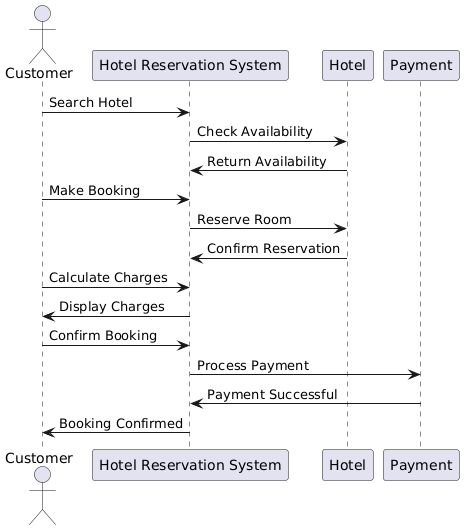 Customer
Hotel Reservation System
Hotel
Payment
Search Hotel
Check Availability
Return Availability
Make Booking
Reserve Room
Confirm Reservation
Calculate Charges
Display Charges
Confirm Booking
Process Payment
Payment Successful
Booking Confirmed
Customer
Hotel Reservation System
Hotel
Payment